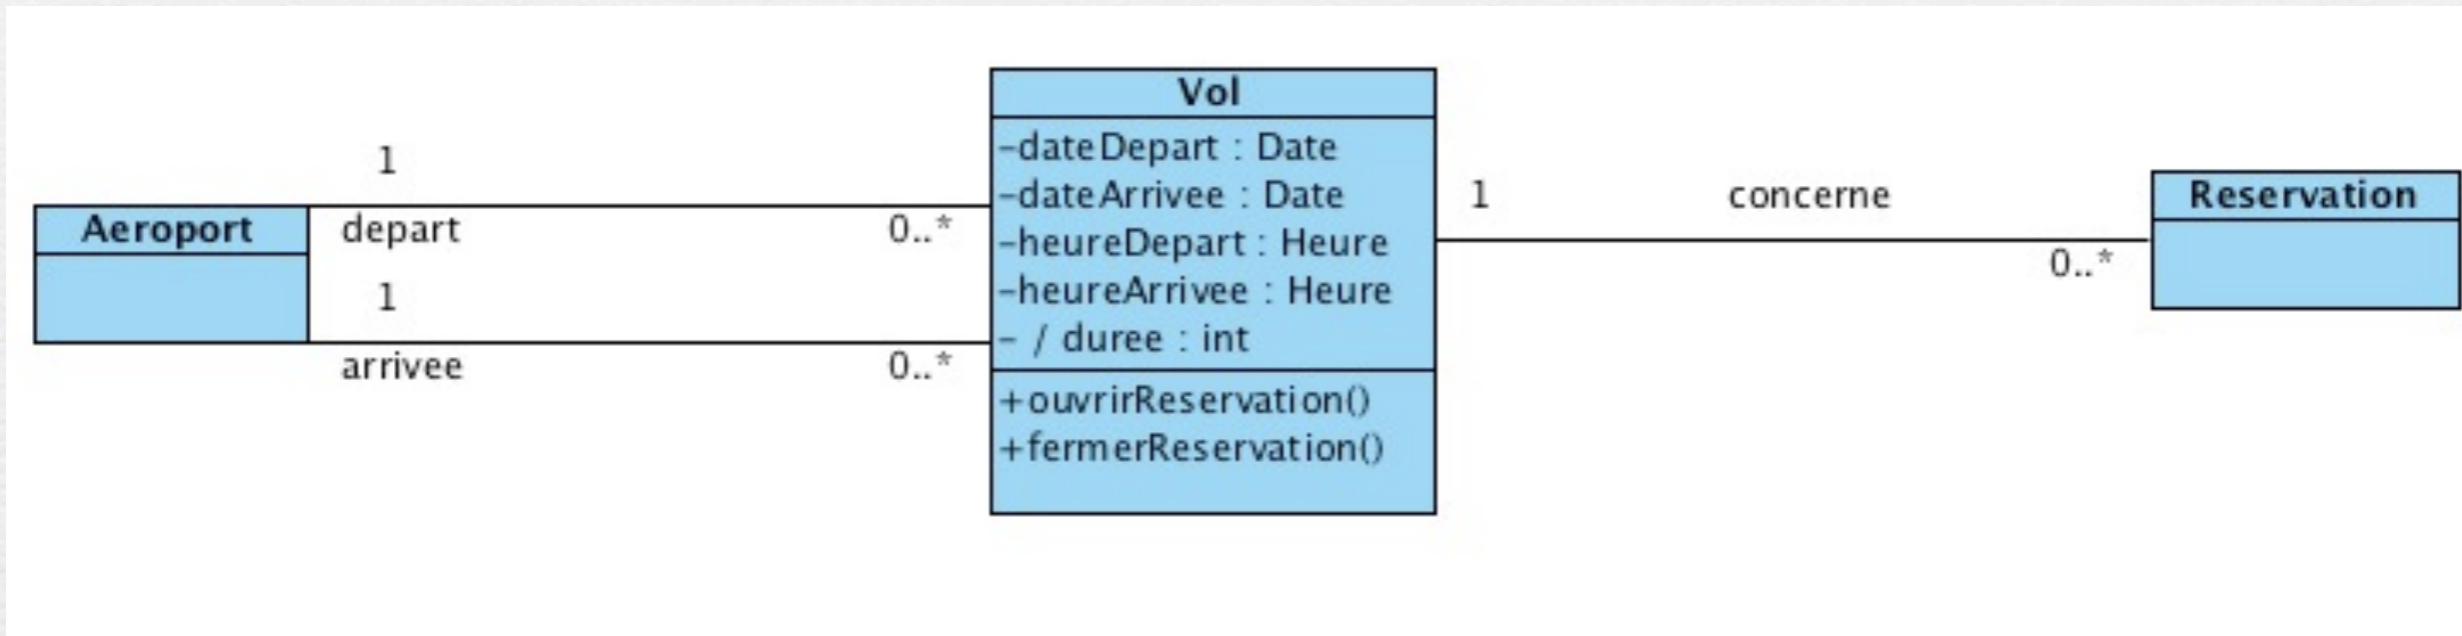 Aeroport
1
depart
0..*
1
arrivee
0..*
Vol
-dateDepart : Date
-dateArrivee : Date
-heureDepart : Heure
-heureArrivee : Heure
- / duree : int
+ouvrirReservation()
+fermerReservation()
1
concerne
0..*
Reservation